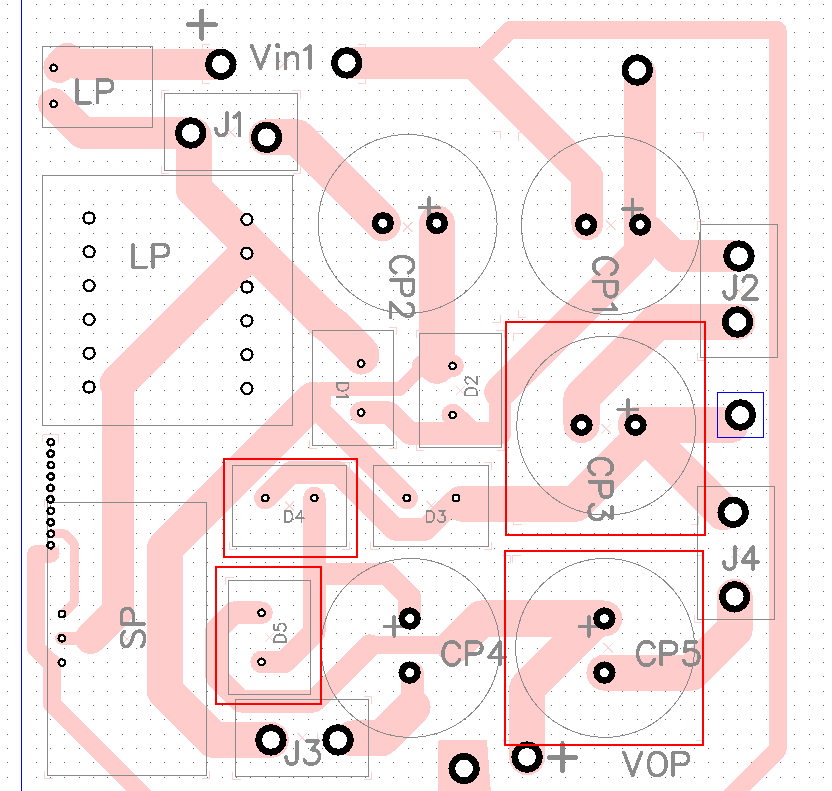 +
Vin1
LP
J1
+
+
LP
CP2
CP1
J2
D1
D2
+
CP3
D4
D3
J4
SP
D5
+
CP4
+
CP5
J3
+
VOP